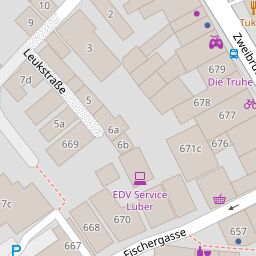 10
9
Leukstraße
3
2
Tuk
679
Die Truhe
Zweibrü
7d
5
678
677
5a
6a
669
6b
671c
EDV Service
Luber
7c
668
670
667
Fischergasse
657
P